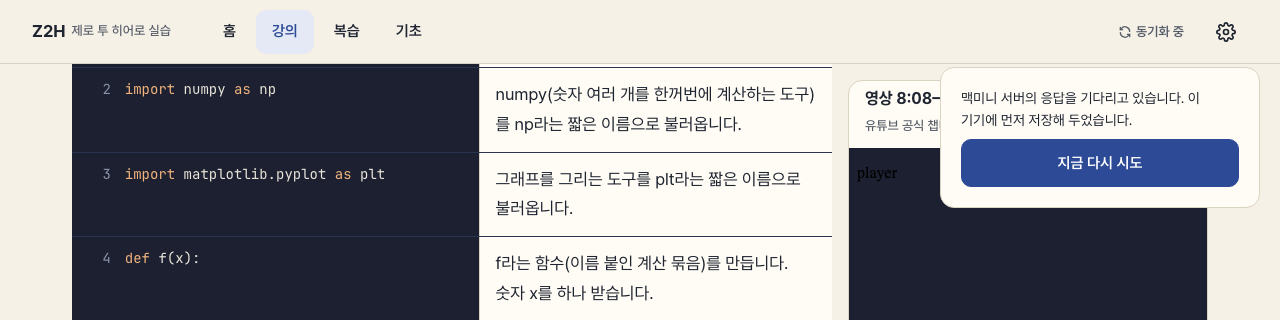 Z2H 제로 투 히어로 실습
홈
강의
복습
기초
동기화 중
2 import numpy as np
numpy(숫자 여러 개를 한꺼번에 계산하는 도구)
를 np라는 짧은 이름으로 불러옵니다.
3 import matplotlib.pyplot as plt
그래프를 그리는 도구를 plt라는 짧은 이름으로
불러옵니다.
4 def f(x):
f라는 함수(이름 붙인 계산 묶음)를 만듭니다.
숫자 x를 하나 받습니다.
영상 8:08–
유튜브 공식
player
맥미니 서버의 응답을 기다리고 있습니다. 이
기기에 먼저 저장해 두었습니다.
지금 다시 시도